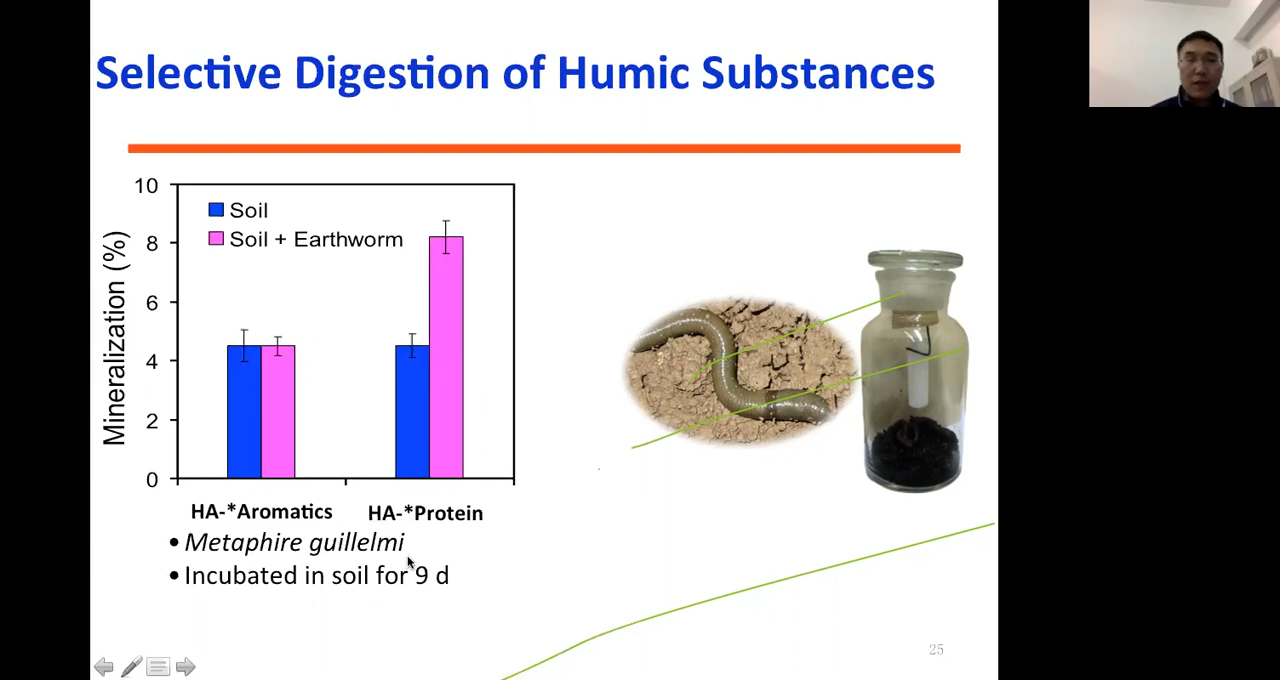 Selective Digestion of Humic Substances
10
8
6
4
2
0
Mineralization (%)
Soil
Soil + Earthworm
HA-*Aromatics
HA-*Protein
• Metaphire guillelmi
• Incubated in soil for 9 d
25